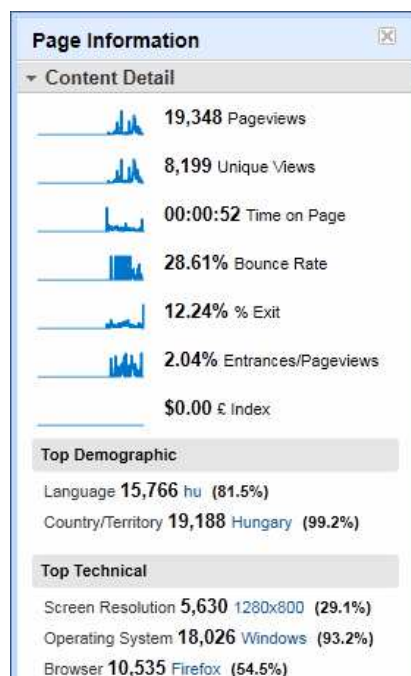 Page Information
Content Detail
19,348 Pageviews
8,199 Unique Views
00:00:52 Time on Page
28.61% Bounce Rate
12.24% % Exit
2.04% Entrances/Pageviews
$0.00 £ Index
Top Demographic
Language 15,766 hu (81.5%)
Country/Territory 19,188 Hungary (99.2%)
Top Technical
Screen Resolution 5,630 1280x800 (29.1%)
Operating System 18,026 Windows (93.2%)
Browser 10,535 Firefox (54.5%)